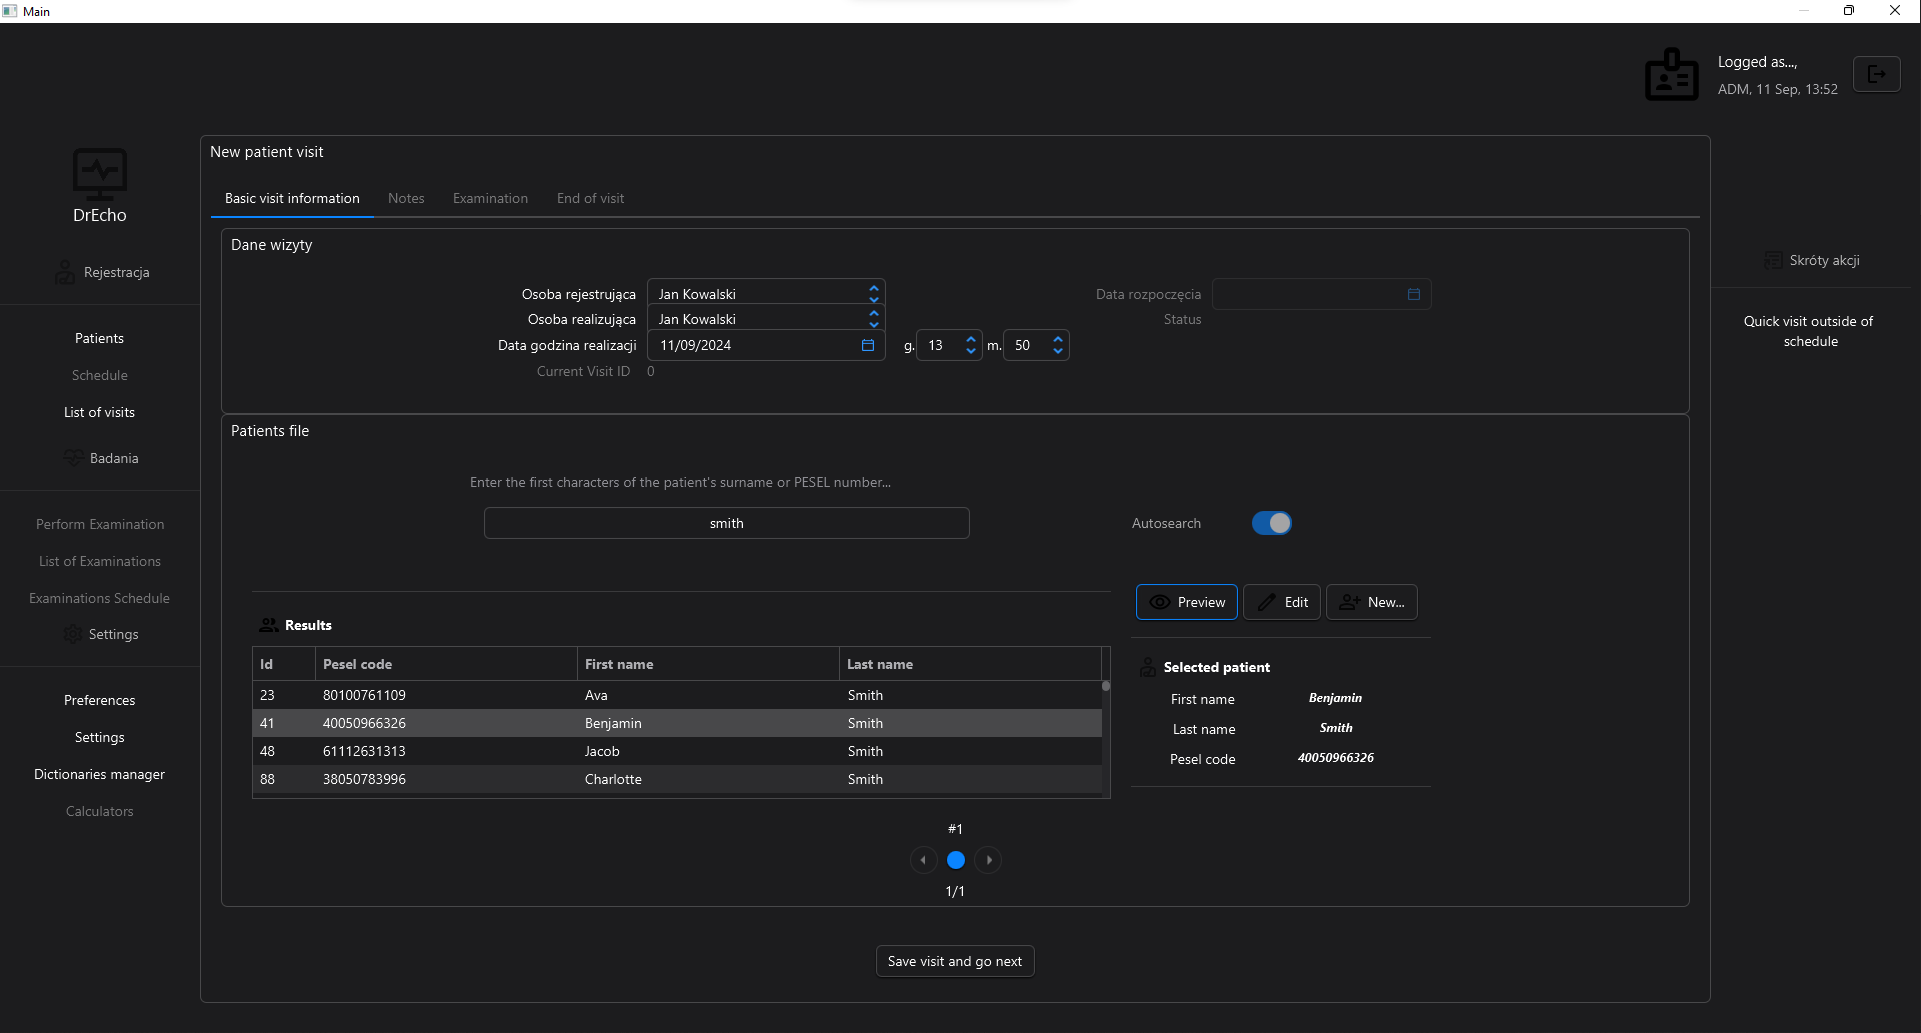 Main
Logged as...,
ADM, 11 Sep, 13:52
DrEcho
Rejestracja
Patients
Schedule
List of visits
Badania
Perform Examination
List of Examinations
Examinations Schedule
Settings
Preferences
Settings
Dictionaries manager
Calculators
New patient visit
Basic visit information Notes Examination End of visit
Dane wizyty
Osoba rejestrująca Jan Kowalski Data rozpoczęcia
Osoba realizująca Jan Kowalski Status
Data godzina realizacji 11/09/2024 g. 13 m. 50
Current Visit ID 0
Patients file
Enter the first characters of the patient's surname or PESEL number...
smith Autosearch
Preview Edit New...
Results
Id Pesel code First name Last name
23 80100761109 Ava Smith
41 40050966326 Benjamin Smith
48 61112631313 Jacob Smith
88 38050783996 Charlotte Smith
Selected patient
First name Benjamin
Last name Smith
Pesel code 40050966326
#1
1/1
Save visit and go next
Skróty akcji
Quick visit outside of
schedule